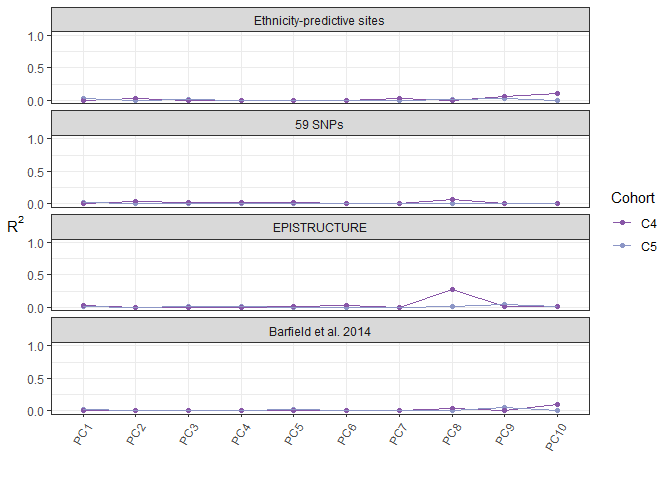 Ethnicity-predictive sites
1.0
0.5
0.0
59 SNPs
1.0
0.5
0.0
EPISTRUCTURE
1.0
0.5
0.0
Barfield et al. 2014
1.0
0.5
0.0
R²
PC1 PC2 PC3 PC4 PC5 PC6 PC7 PC8 PC9 PC10
Cohort
C4
C5